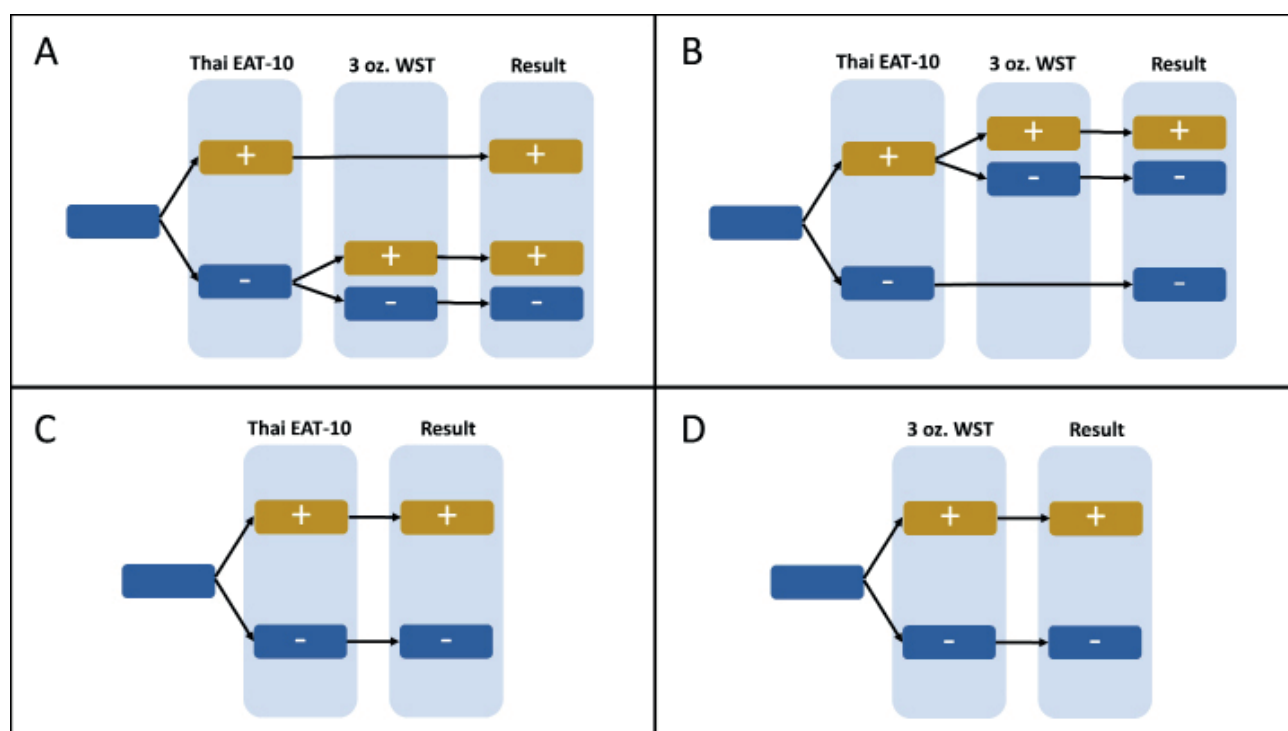 A
Thai EAT-10 3 oz. WST Result
+ +
+ +
-
- -
B
Thai EAT-10 3 oz. WST Result
+ +
+
- -
- -
C
Thai EAT-10 Result
+ +
- -
D
3 oz. WST Result
+ +
- -